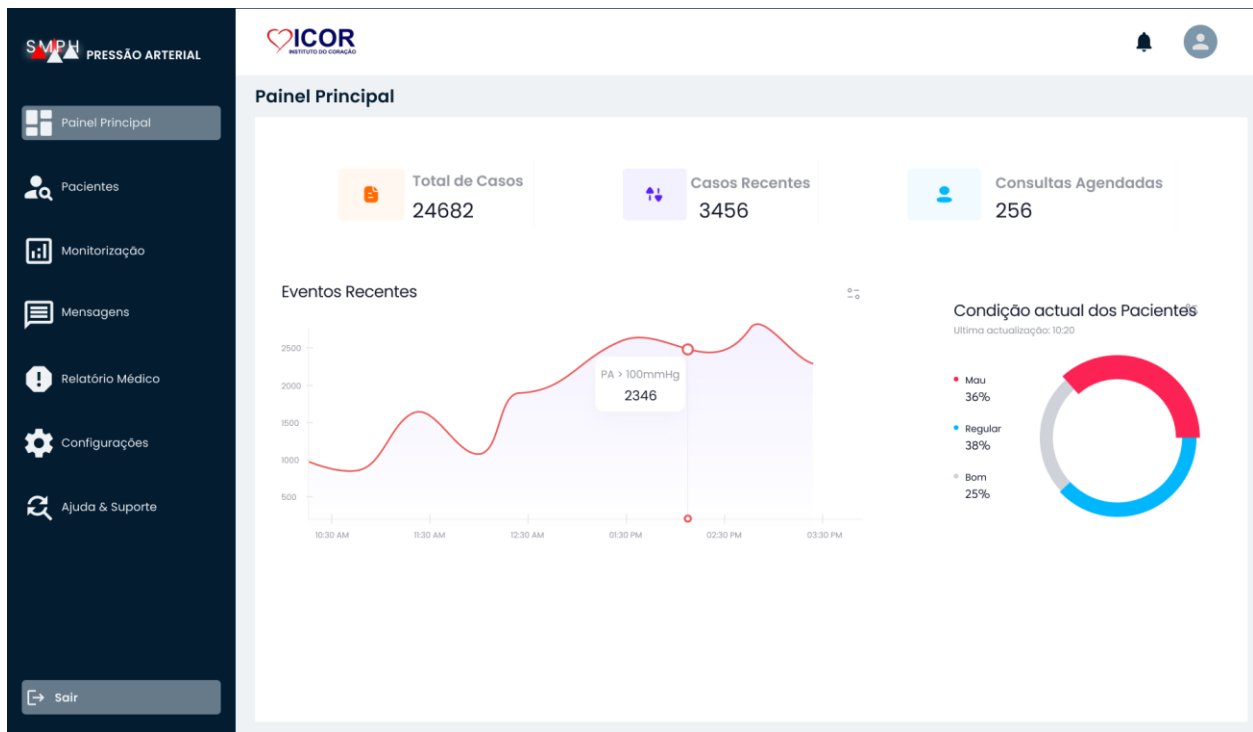 SMPH PRESSÃO ARTERIAL
ICOR
INSTITUTO DO CORAÇÃO
Painel Principal
Painel Principal
Pacientes
Monitorização
Mensagens
Relatório Médico
Configurações
Ajuda & Suporte
Sair
Total de Casos
24682
Casos Recentes
3456
Consultas Agendadas
256
Eventos Recentes
2500
2000
1500
1000
500
PA > 100mmHg
2346
10:30 AM
11:30 AM
12:30 AM
01:30 PM
02:30 PM
03:30 PM
Condição actual dos Pacientes
Ultima actualização: 10:20
Mau
36%
Regular
38%
Bom
25%